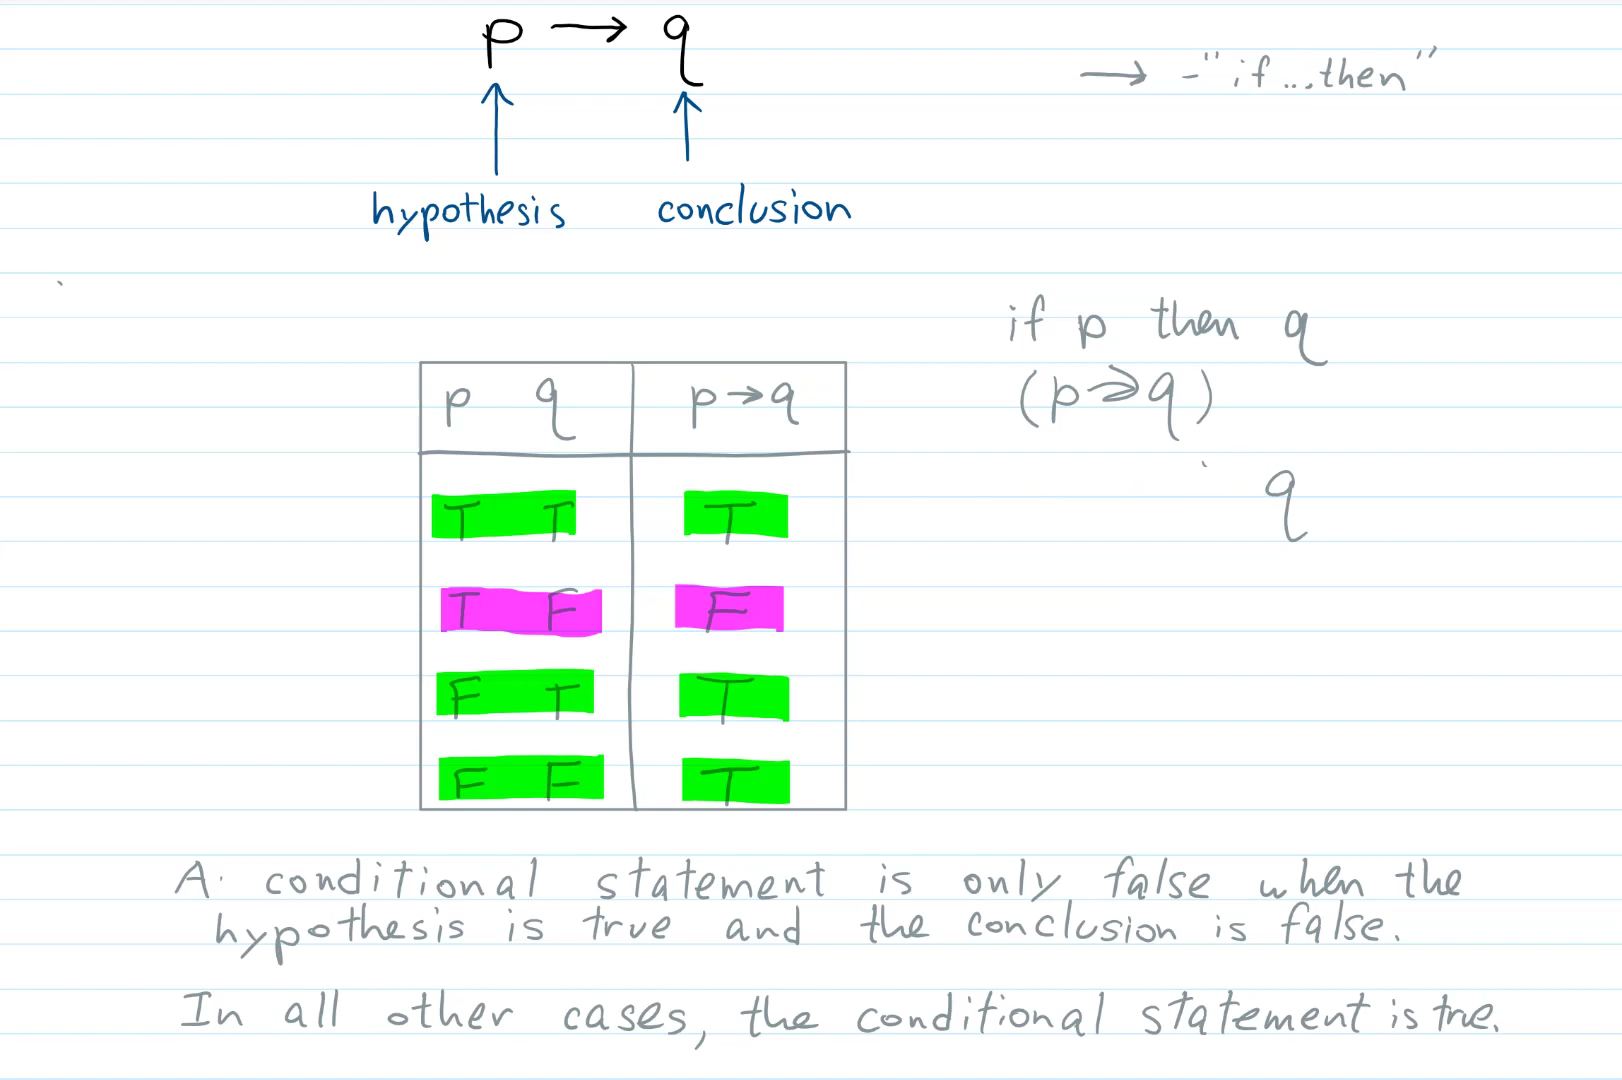 p → q
→ - "if...then"
hypothesis conclusion
if p then q
(p → q)
q
p q p → q
T T T
T F F
F T T
F F T
A conditional statement is only false when the
hypothesis is true and the conclusion is false.
In all other cases, the conditional statement is true.